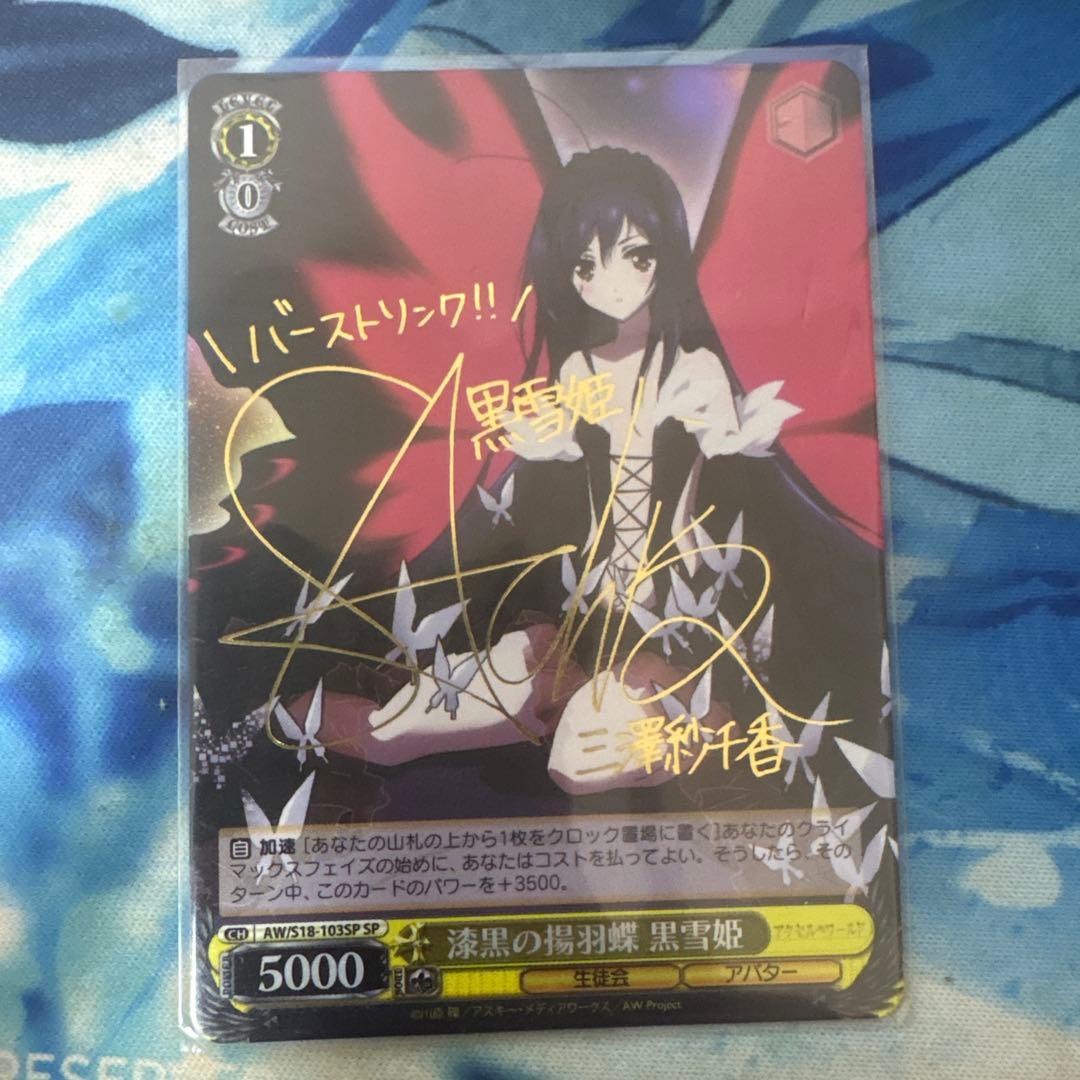 LEVEL
1
0
COST
\バーストリンク!!/
黒雪姫
三澤紗千香
自 加速 [あなたの山札の上から1枚をクロック置場に置く]あなたのクライ
マックスフェイズの始めに、あなたはコストを払ってよい。そうしたら、その
ターン中、このカードのパワーを+3500。
CH AW/S18-103SP SP
漆黒の揚羽蝶 黒雪姫
アクセル・ワールド
POWER 5000 SOUL
生徒会 アバター
©川原 礫/アスキー・メディアワークス/AW Project